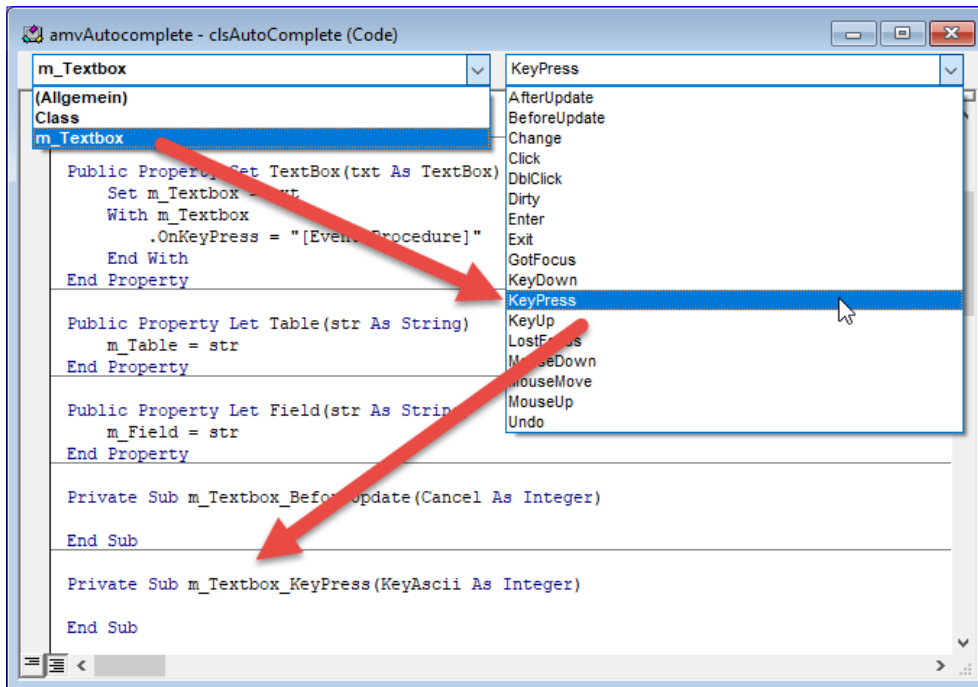 amvAutocomplete - clsAutoComplete (Code)
m_Textbox
KeyPress
(Allgemein)
Class
m_Textbox
AfterUpdate
BeforeUpdate
Change
Click
DblClick
Dirty
Enter
Exit
GotFocus
KeyDown
KeyPress
KeyUp
LostFocus
MouseDown
MouseMove
MouseUp
Undo
Public Property Set TextBox(txt As TextBox)
Set m_Textbox = txt
With m_Textbox
.OnKeyPress = "[Event Procedure]"
End With
End Property
Public Property Let Table(str As String)
m_Table = str
End Property
Public Property Let Field(str As String)
m_Field = str
End Property
Private Sub m_Textbox_BeforeUpdate(Cancel As Integer)
End Sub
Private Sub m_Textbox_KeyPress(KeyAscii As Integer)
End Sub